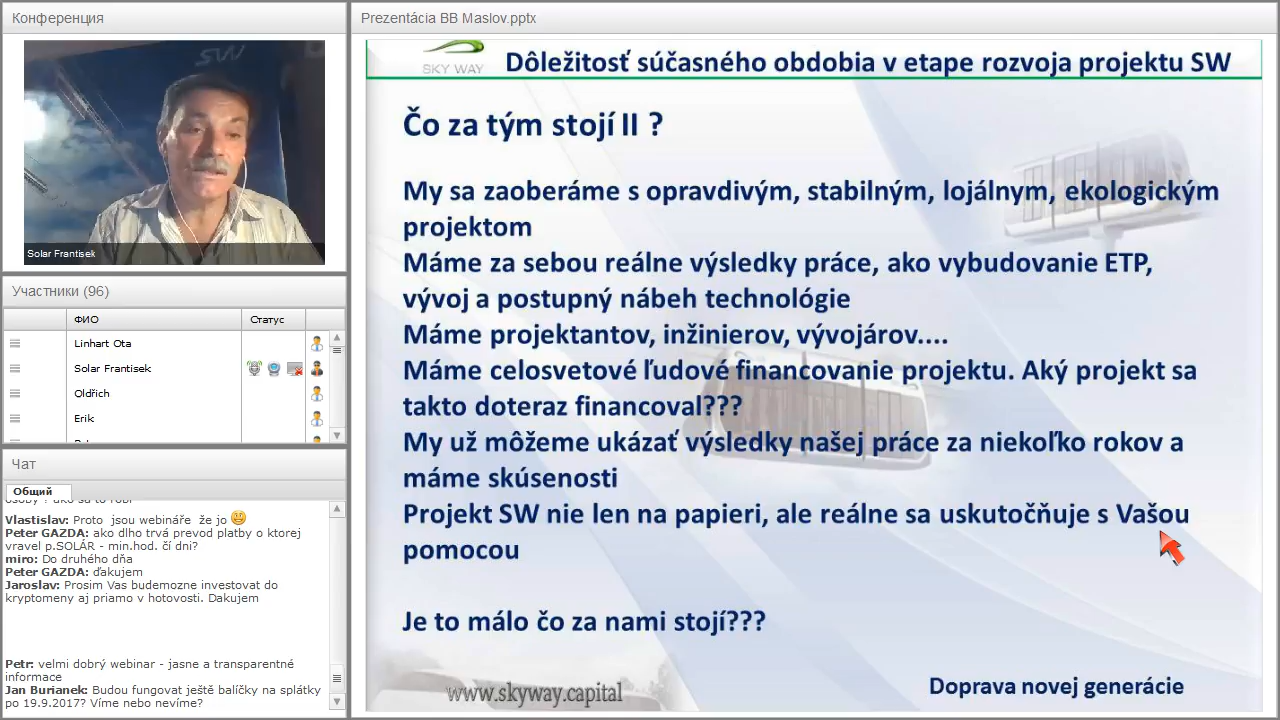 Конференция
Solar Frantisek
Участники (96)
ФИО
Статус
Linhart Ota
Solar Frantisek
Oldřich
Erik
Чат
Общий
Vlastislav: Proto jsou webináře že jo
Peter GAZDA: ako dlho trvá prevod platby o ktorej
vravel p.SOLÁR - min.hod. čí dni?
miro: Do druhého dňa
Peter GAZDA: ďakujem
Jaroslav: Prosim Vas budemozne investovat do
kryptomeny aj priamo v hotovosti. Dakujem
Petr: velmi dobrý webinar - jasne a transparentné
informace
Jan Burianek: Budou fungovat ještě balíčky na splátky
po 19.9.2017? Víme nebo nevíme?
Prezentácia BB Maslov.pptx
SKY WAY
Dôležitosť súčasného obdobia v etape rozvoja projektu SW
Čo za tým stojí II ?
My sa zaoberáme s opravdivým, stabilným, lojálnym, ekologickým
projektom
Máme za sebou reálne výsledky práce, ako vybudovanie ETP,
vývoj a postupný nábeh technológie
Máme projektantov, inžinierov, vývojárov....
Máme celosvetové ľudové financovanie projektu. Aký projekt sa
takto doteraz financoval???
My už môžeme ukázať výsledky našej práce za niekoľko rokov a
máme skúsenosti
Projekt SW nie len na papieri, ale reálne sa uskutočňuje s Vašou
pomocou
Je to málo čo za nami stojí???
www.skyway.capital
Doprava novej generácie